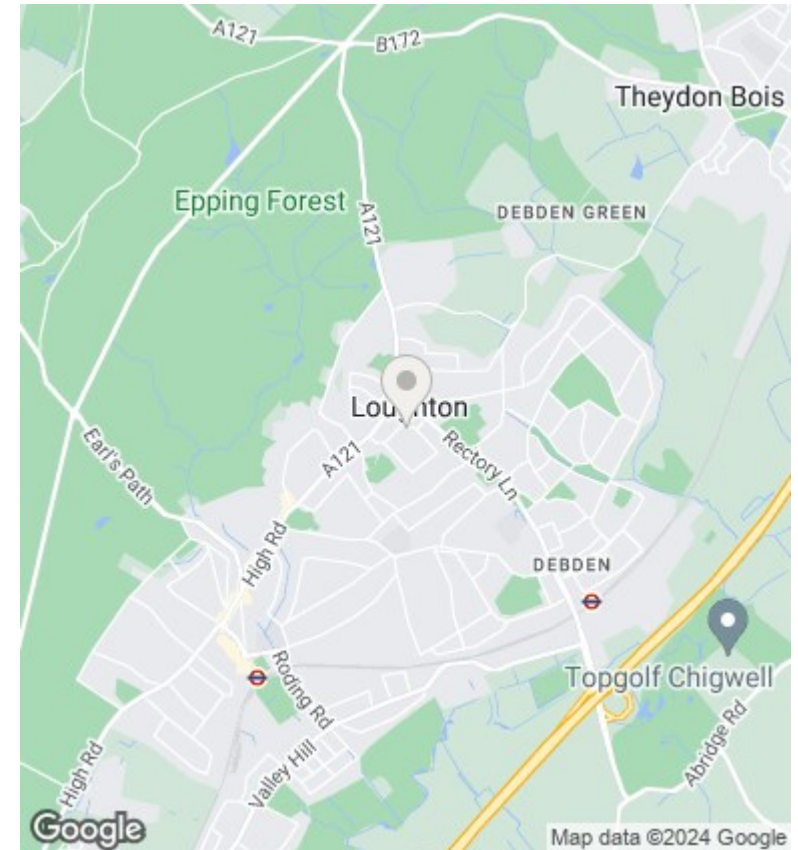 A121
B172
Theydon Bois
Epping Forest
A121
DEBDEN GREEN
Loughton
A121
Rectory Ln
Earl's Path
High Rd
DEBDEN
Roding Rd
Topgolf Chigwell
Abridge Rd
Valley Hill
High Rd
Google
Map data ©2024 Google